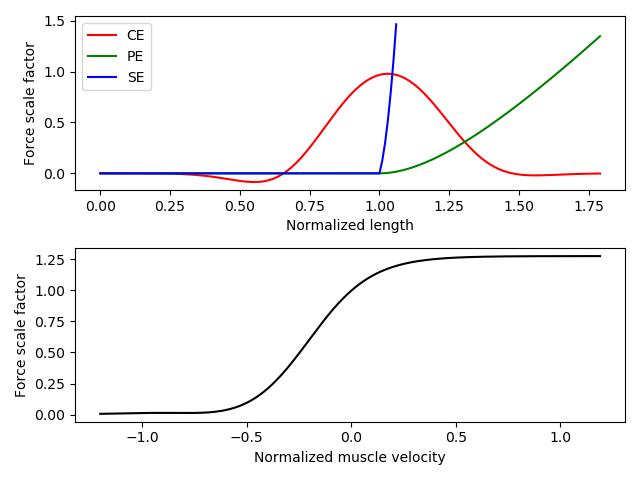 Force scale factor
1.5
1.0
0.5
0.0
CE
PE
SE
0.00 0.25 0.50 0.75 1.00 1.25 1.50 1.75
Normalized length
Force scale factor
1.25
1.00
0.75
0.50
0.25
0.00
−1.0 −0.5 0.0 0.5 1.0
Normalized muscle velocity